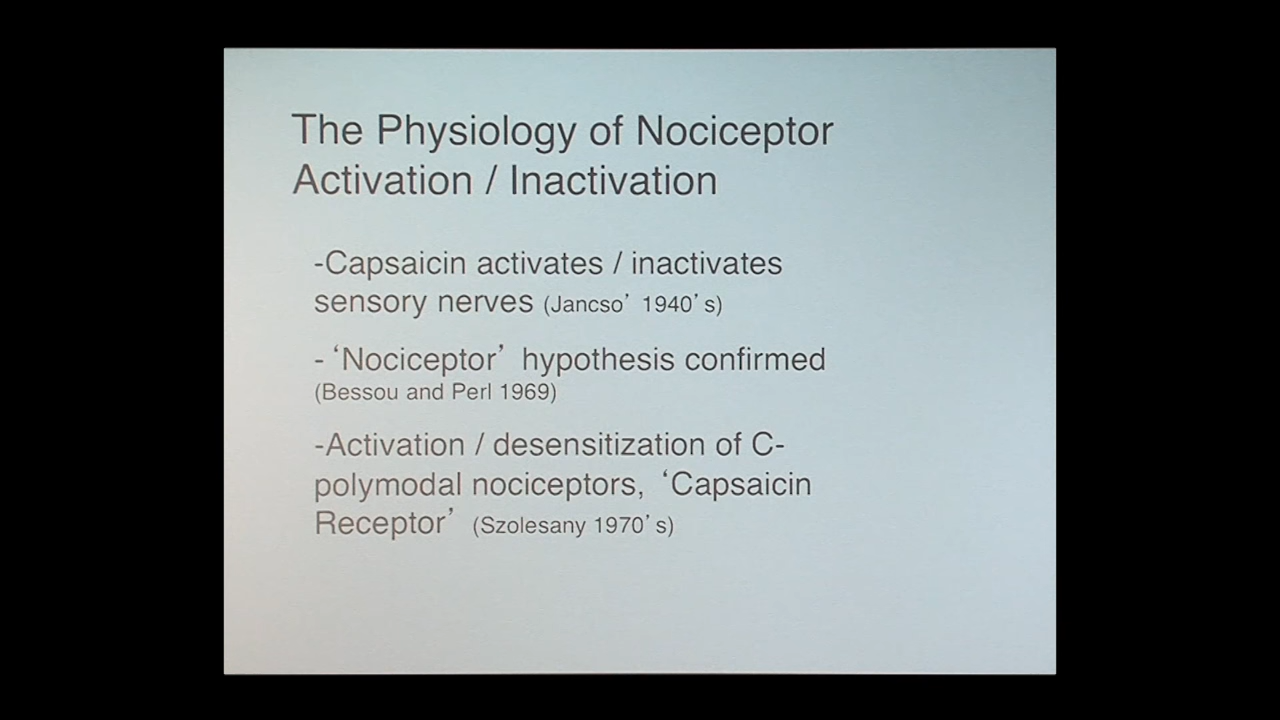 The Physiology of Nociceptor
Activation / Inactivation
-Capsaicin activates / inactivates
sensory nerves (Jancso’ 1940’s)
- ‘Nociceptor’ hypothesis confirmed
(Bessou and Perl 1969)
-Activation / desensitization of C-
polymodal nociceptors, ‘Capsaicin
Receptor’ (Szolesany 1970’s)